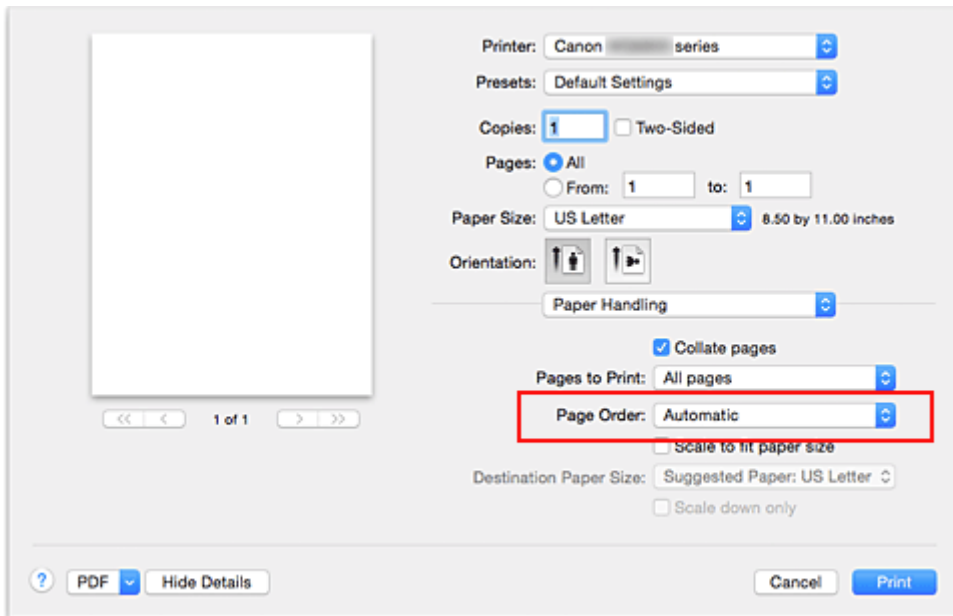 Printer: Canon series
Presets: Default Settings
Copies: 1 Two-Sided
Pages: All
From: 1 to: 1
Paper Size: US Letter 8.50 by 11.00 inches
Orientation:
Paper Handling
Collate pages
Pages to Print: All pages
<< < 1 of 1 > >>
Page Order: Automatic
Scale to fit paper size
Destination Paper Size: Suggested Paper: US Letter
Scale down only
? PDF Hide Details Cancel Print